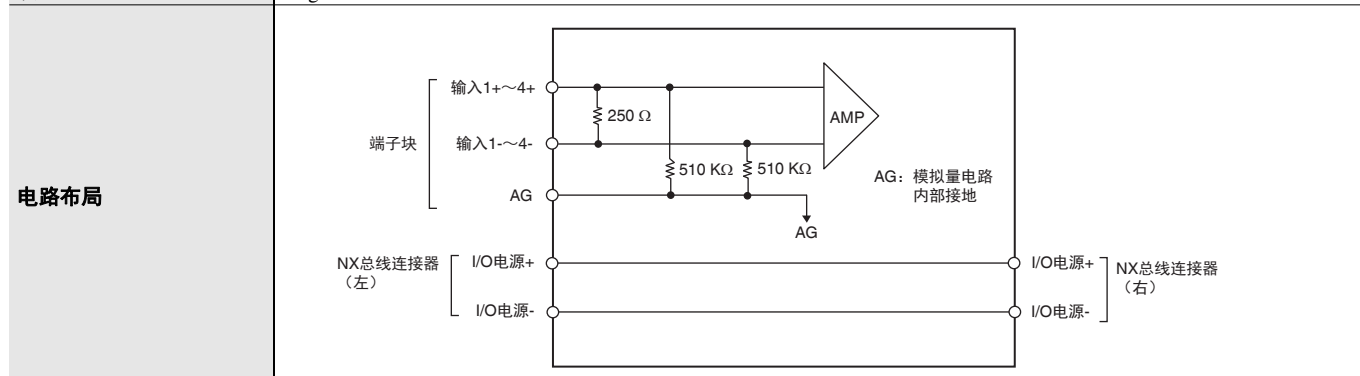 电路布局
端子块
输入1+～4+
输入1-～4-
AG
250 Ω
510 KΩ
510 KΩ
AMP
AG：模拟量电路
内部接地
AG
NX总线连接器
（左）
I/O电源+
I/O电源-
I/O电源+
I/O电源-
NX总线连接器
（右）